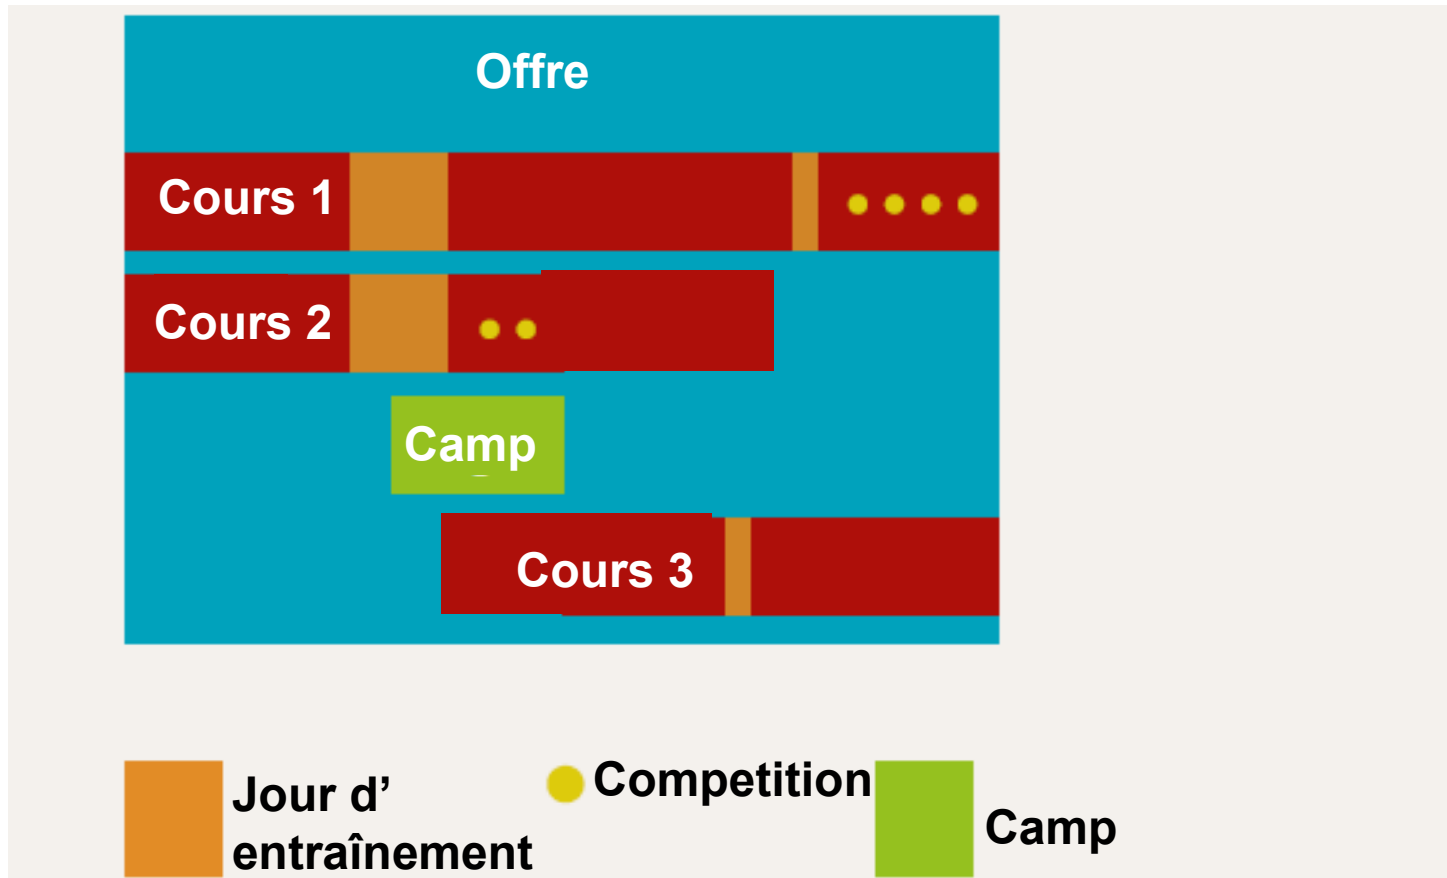 Offre
Cours 1
Cours 2
Camp
Cours 3
Jour d’
entraînement
Competition
Camp